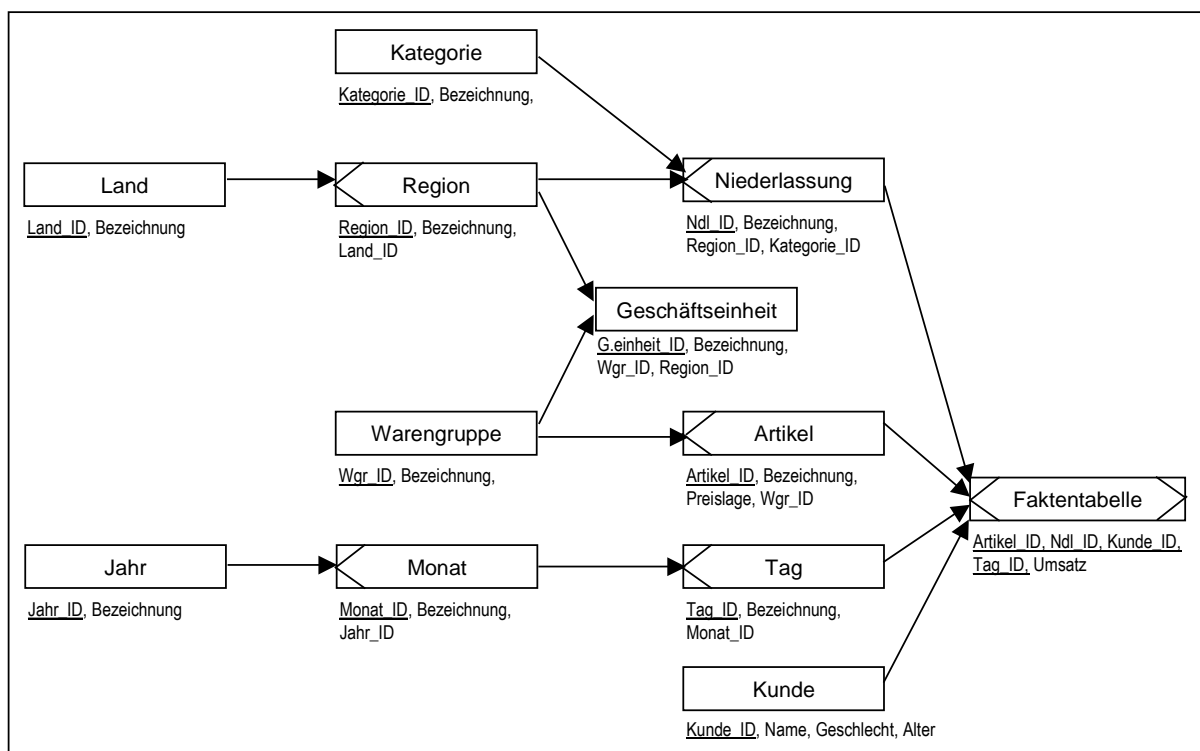 Kategorie
Kategorie_ID, Bezeichnung,
Land
Land_ID, Bezeichnung
Region
Region_ID, Bezeichnung,
Land_ID
Niederlassung
Ndl_ID, Bezeichnung,
Region_ID, Kategorie_ID
Geschäftseinheit
G.einheit_ID, Bezeichnung,
Wgr_ID, Region_ID
Warengruppe
Wgr_ID, Bezeichnung,
Artikel
Artikel_ID, Bezeichnung,
Preislage, Wgr_ID
Faktentabelle
Artikel_ID, Ndl_ID, Kunde_ID,
Tag_ID, Umsatz
Jahr
Jahr_ID, Bezeichnung
Monat
Monat_ID, Bezeichnung,
Jahr_ID
Tag
Tag_ID, Bezeichnung,
Monat_ID
Kunde
Kunde_ID, Name, Geschlecht, Alter